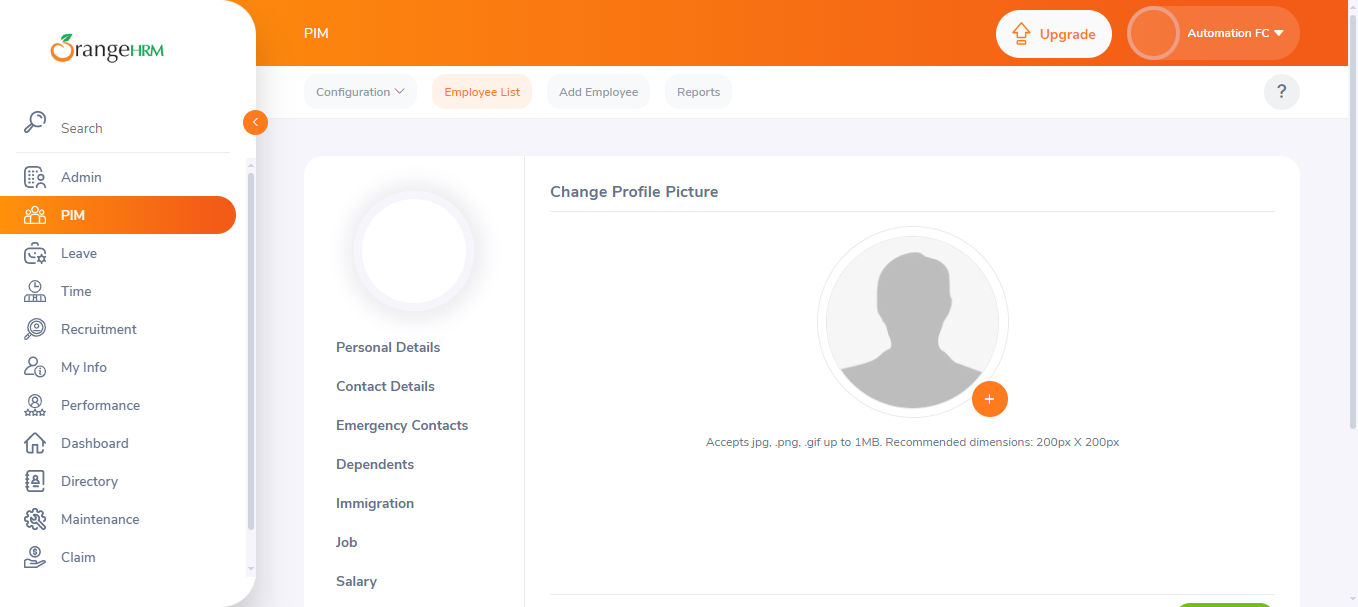 OrangeHRM
Search
Admin
PIM
Leave
Time
Recruitment
My Info
Performance
Dashboard
Directory
Maintenance
Claim
PIM
Upgrade
Automation FC
Configuration
Employee List
Add Employee
Reports
?
Personal Details
Contact Details
Emergency Contacts
Dependents
Immigration
Job
Salary
Change Profile Picture
+
Accepts jpg, .png, .gif up to 1MB. Recommended dimensions: 200px X 200px